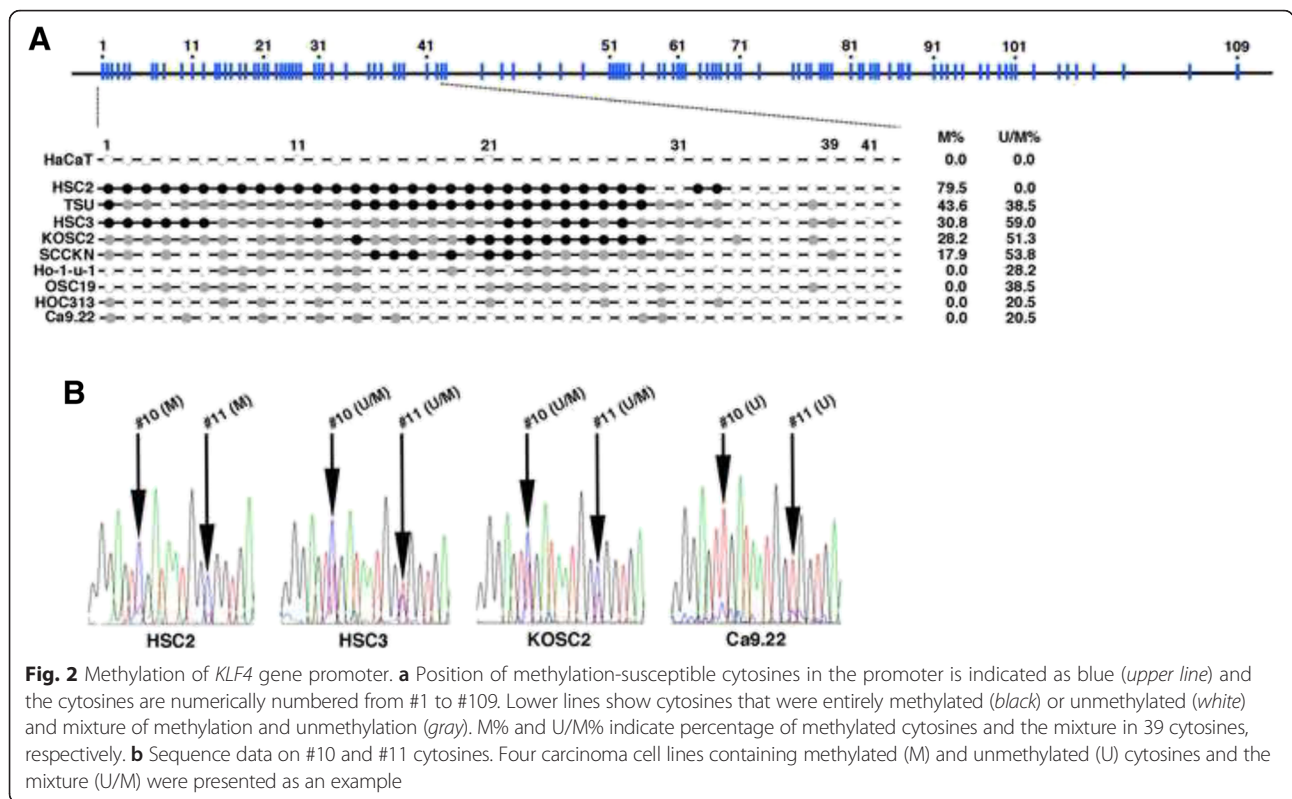 A
1 11 21 31 41 51 61 71 81 91 101 109
1 11 21 31 39 41 M% U/M%
HaCaT 0.0 0.0
HSC2 79.5 0.0
TSU 43.6 38.5
HSC3 30.8 59.0
KOSC2 28.2 51.3
SCCKN 17.9 53.8
Ho-1-u-1 0.0 28.2
OSC19 0.0 38.5
HOC313 0.0 20.5
Ca9.22 0.0 20.5
B
#10 (M) #11 (M) #10 (U/M) #11 (U/M) #10 (U/M) #11 (U/M) #10 (U) #11 (U)
HSC2 HSC3 KOSC2 Ca9.22
Fig. 2 Methylation of KLF4 gene promoter. a Position of methylation-susceptible cytosines in the promoter is indicated as blue (upper line) and
the cytosines are numerically numbered from #1 to #109. Lower lines show cytosines that were entirely methylated (black) or unmethylated (white)
and mixture of methylation and unmethylation (gray). M% and U/M% indicate percentage of methylated cytosines and the mixture in 39 cytosines,
respectively. b Sequence data on #10 and #11 cytosines. Four carcinoma cell lines containing methylated (M) and unmethylated (U) cytosines and the
mixture (U/M) were presented as an example